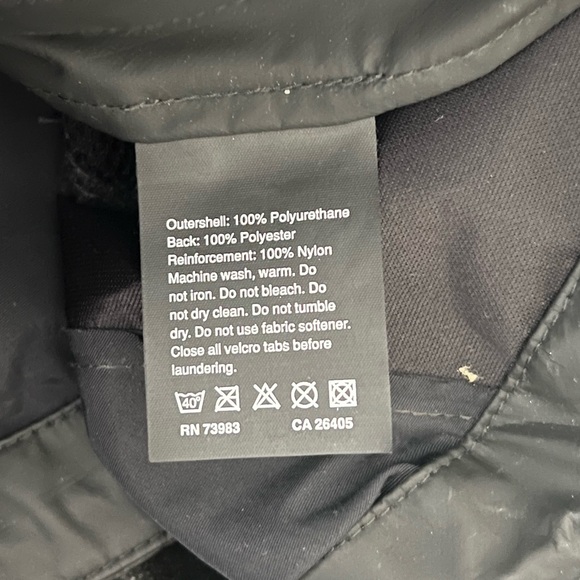 Outershell: 100% Polyurethane
Back: 100% Polyester
Reinforcement: 100% Nylon
Machine wash, warm. Do
not iron. Do not bleach. Do
not dry clean. Do not tumble
dry. Do not use fabric softener.
Close all velcro tabs before
laundering.
40°
RN 73983 CA 26405